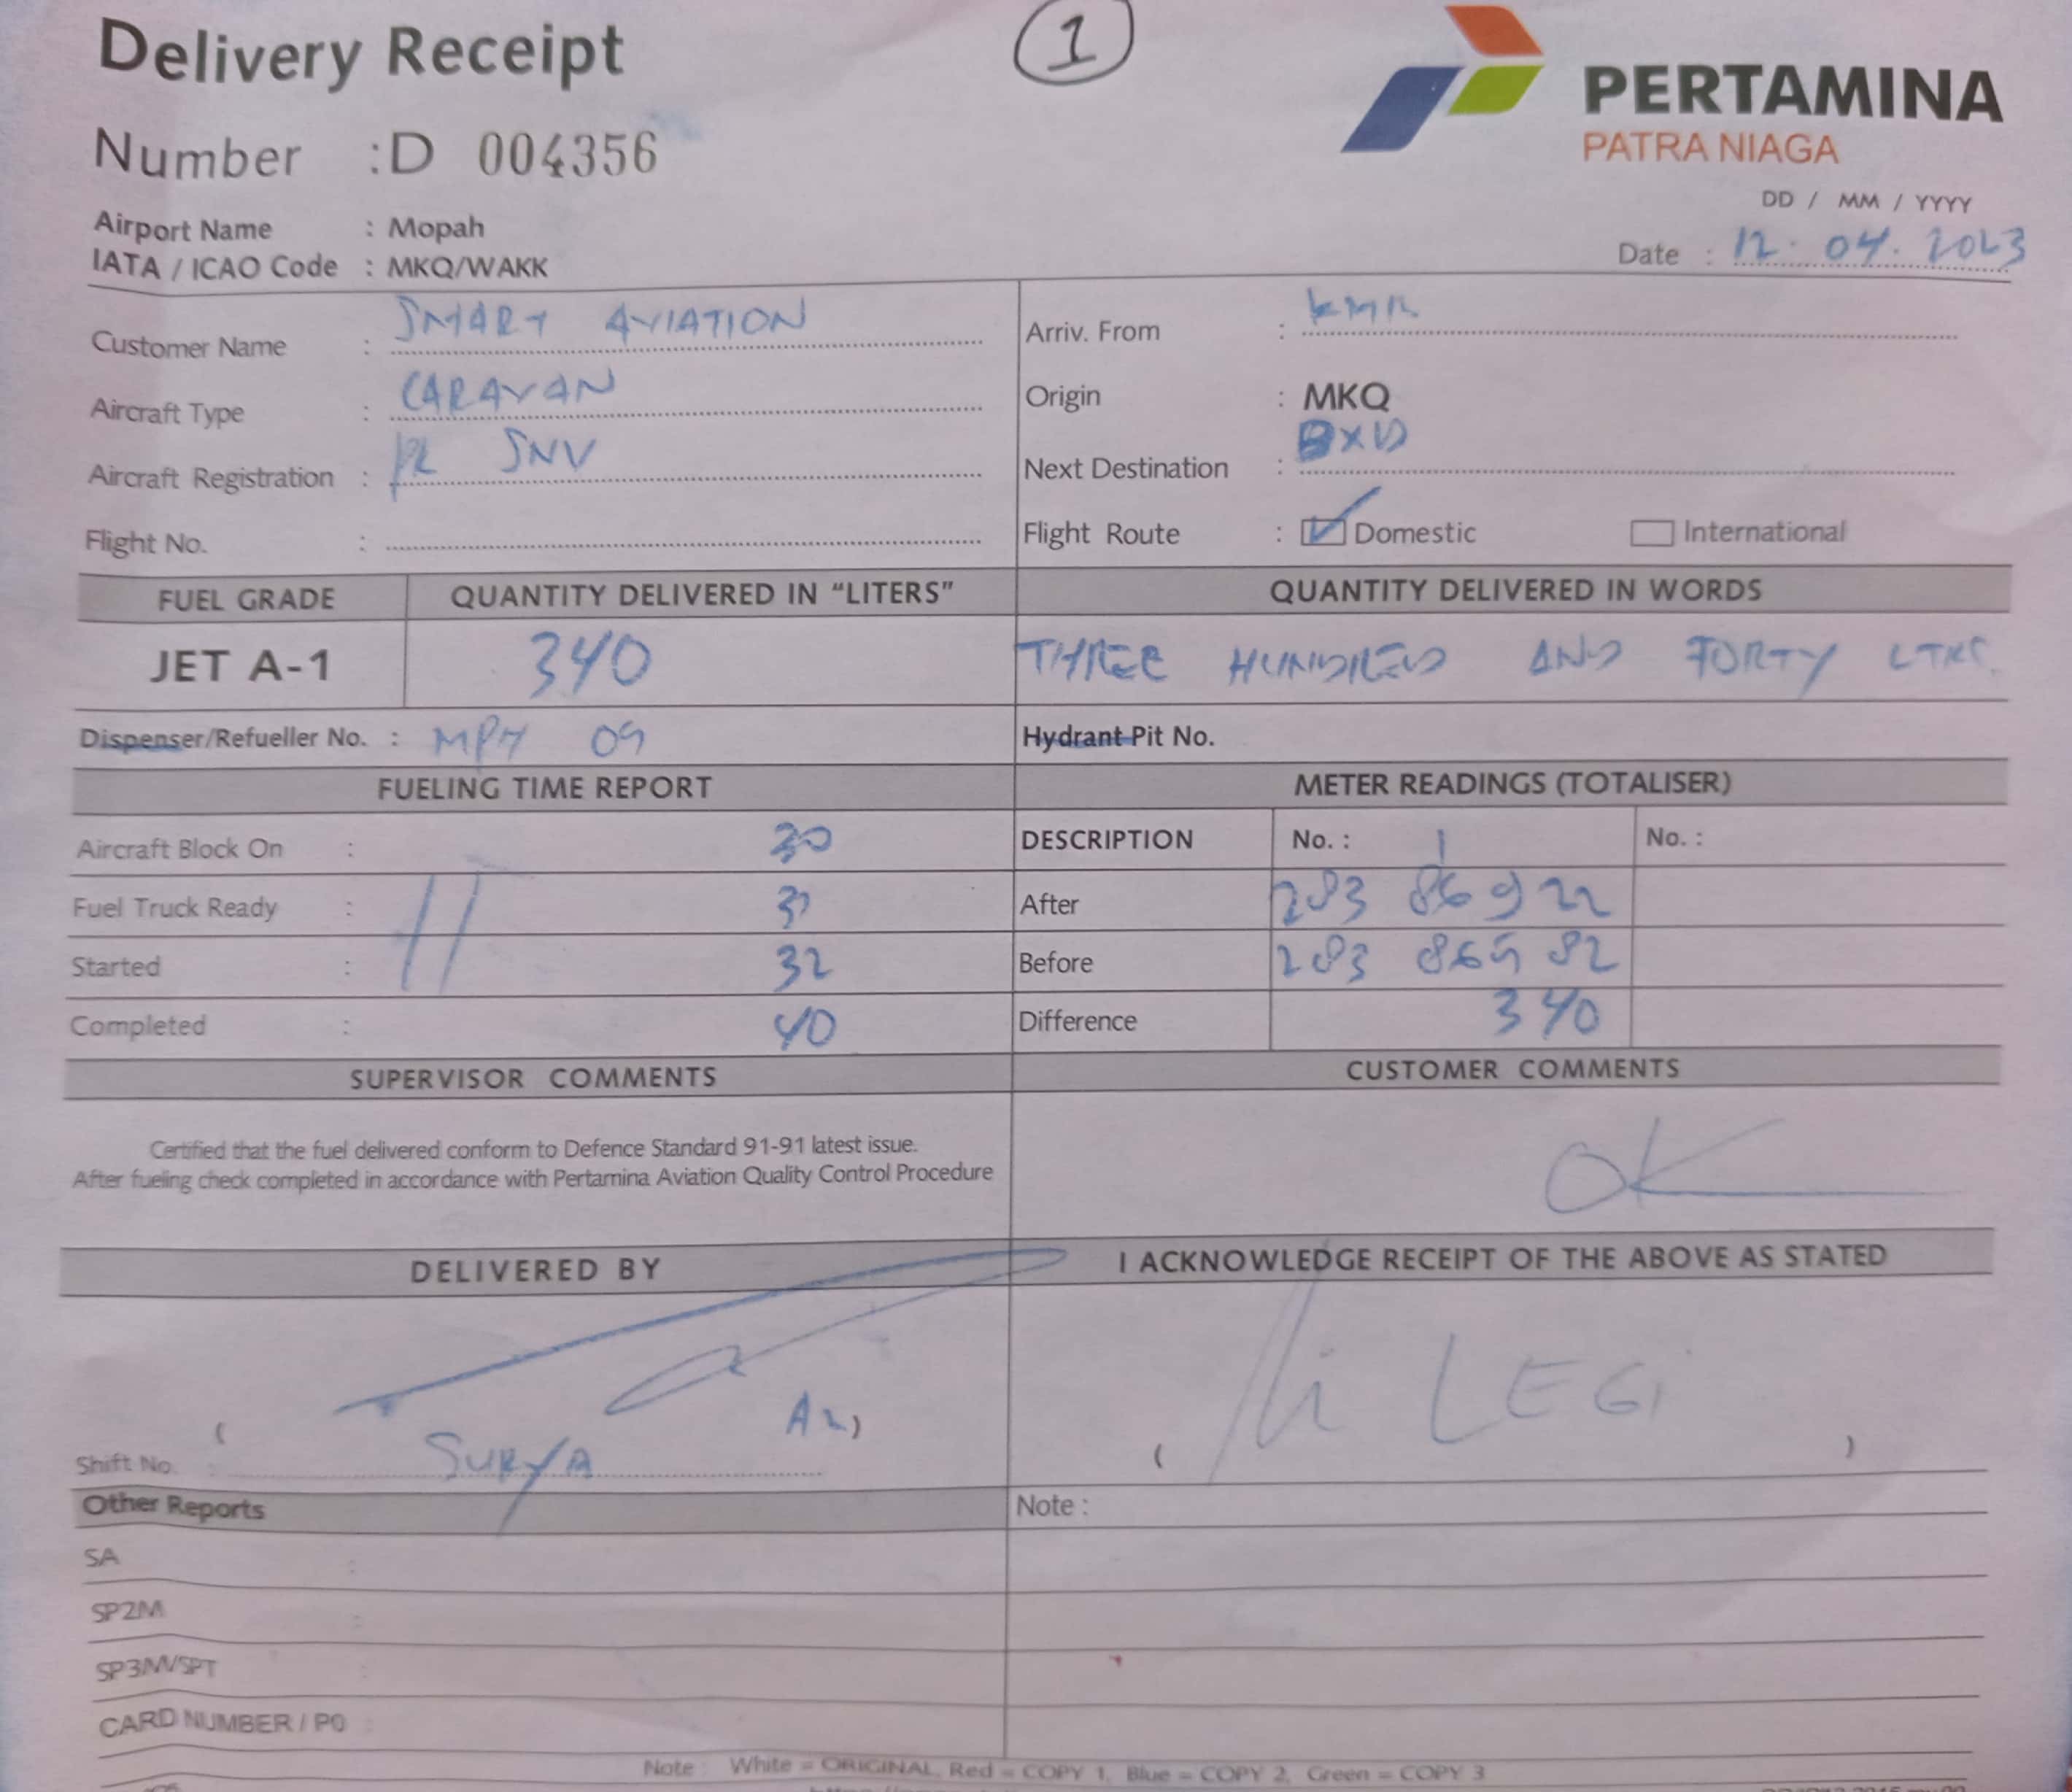 Delivery Receipt
1
PERTAMINA
PATRA NIAGA
Number : D 004356
DD / MM / YYYY
Airport Name : Mopah
Date : 12.04.2023
IATA / ICAO Code : MKQ/WAKK
Customer Name : SMART AVIATION
Arriv. From : KMR
Aircraft Type : CARAVAN
Origin : MKQ
Aircraft Registration : PK SNV
Next Destination : BXD
Flight No. :
Flight Route : Domestic International
FUEL GRADE QUANTITY DELIVERED IN "LITERS" QUANTITY DELIVERED IN WORDS
JET A-1 340 THREE HUNDRED AND FORTY LTRS
Dispenser/Refueller No. : MPH 09 Hydrant Pit No.
FUELING TIME REPORT METER READINGS (TOTALISER)
Aircraft Block On : 30 DESCRIPTION No. : 1 No. :
Fuel Truck Ready : 31 After 283 86922
Started : 32 Before 283 86582
Completed : 40 Difference 340
SUPERVISOR COMMENTS CUSTOMER COMMENTS
Certified that the fuel delivered conform to Defence Standard 91-91 latest issue.
After fueling check completed in accordance with Pertamina Aviation Quality Control Procedure
OK
DELIVERED BY I ACKNOWLEDGE RECEIPT OF THE ABOVE AS STATED
( ) ( LEGI )
Shift No. : SURYA
Other Reports Note :
SA :
SP2M :
SP3M/SPT :
CARD NUMBER / PO :
Note : White = ORIGINAL, Red = COPY 1, Blue = COPY 2, Green = COPY 3